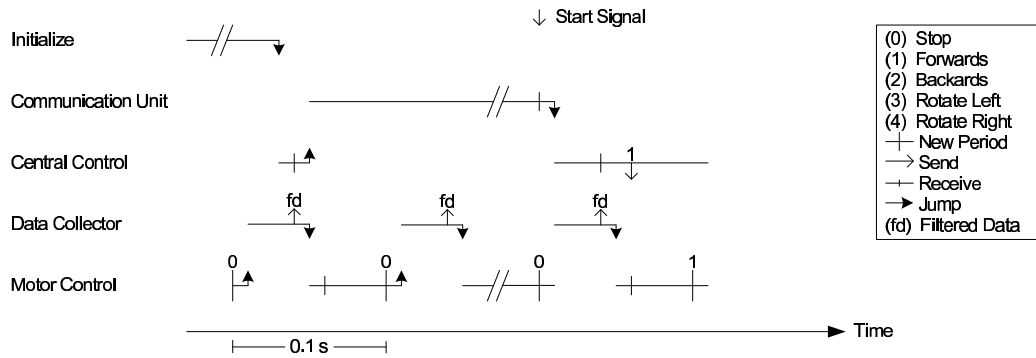 Start Signal
Initialize
Communication Unit
Central Control
1
fd
fd
fd
Data Collector
0
0
0
1
Motor Control
Time
0.1 s
(0) Stop
(1) Forwards
(2) Backards
(3) Rotate Left
(4) Rotate Right
New Period
Send
Receive
Jump
(fd) Filtered Data